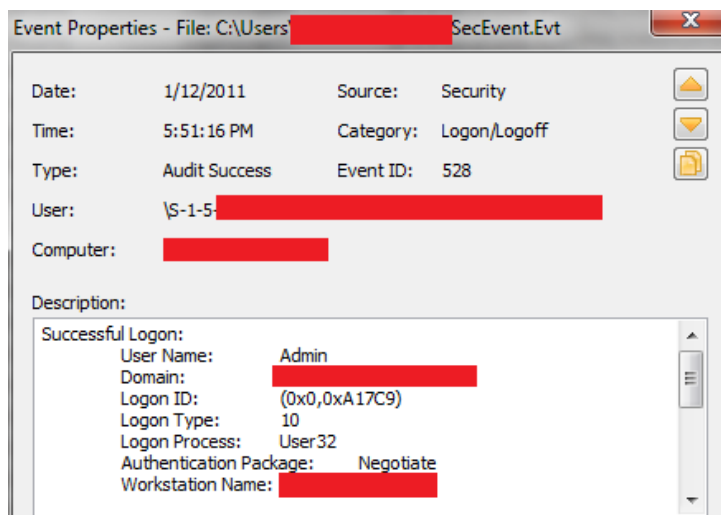 Event Properties - File: C:\Users\ SecEvent.Evt
Date: 1/12/2011 Source: Security
Time: 5:51:16 PM Category: Logon/Logoff
Type: Audit Success Event ID: 528
User: \S-1-5-
Computer:
Description:
Successful Logon:
User Name: Admin
Domain:
Logon ID: (0x0,0xA17C9)
Logon Type: 10
Logon Process: User32
Authentication Package: Negotiate
Workstation Name: